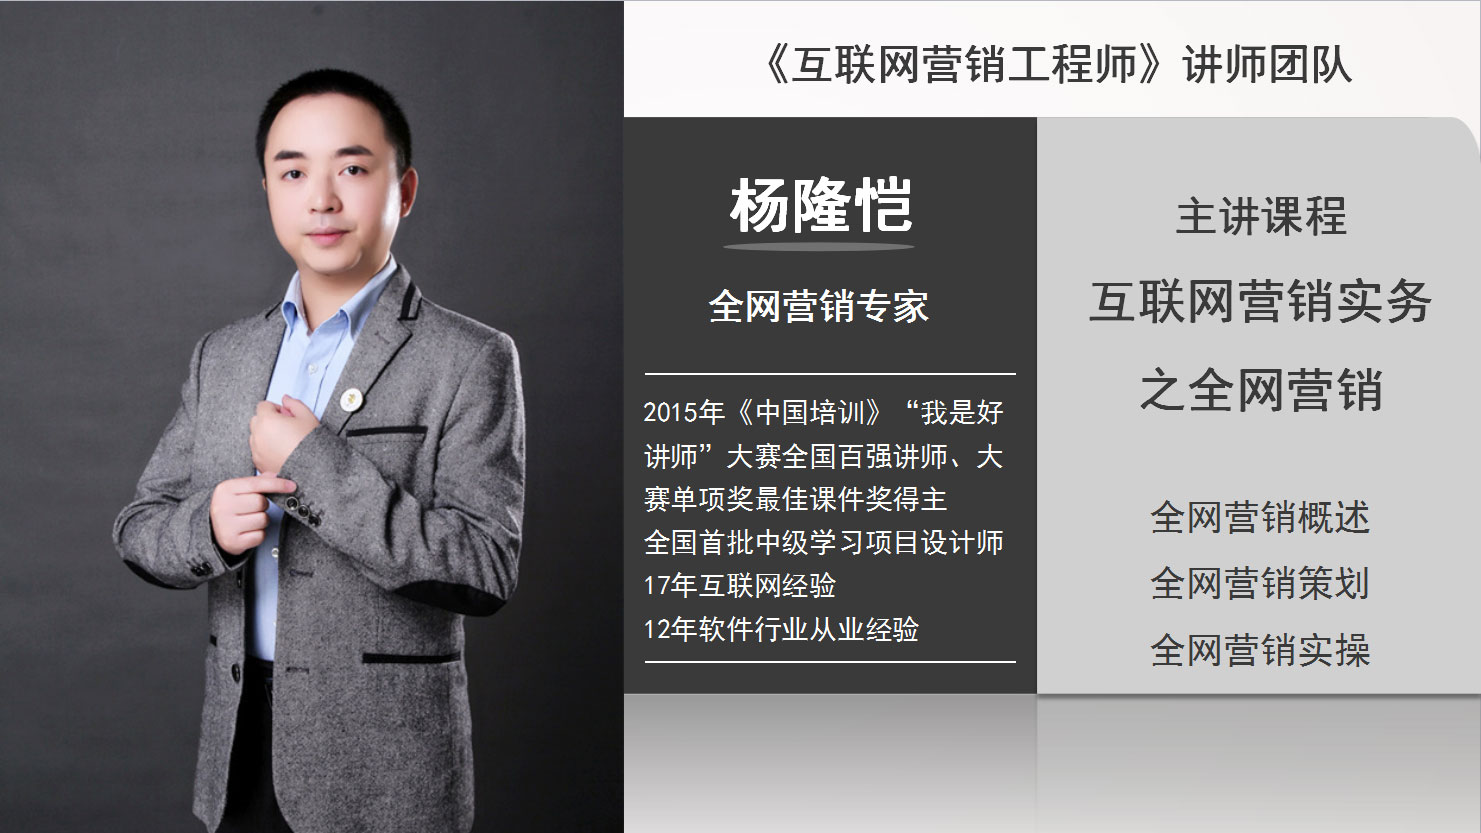 《互联网营销工程师》讲师团队
杨隆恺
全网营销专家
2015年《中国培训》“我是好
讲师”大赛全国百强讲师、大
赛单项奖最佳课件奖得主
全国首批中级学习项目设计师
17年互联网经验
12年软件行业从业经验
主讲课程
互联网营销实务
之全网营销
全网营销概述
全网营销策划
全网营销实操